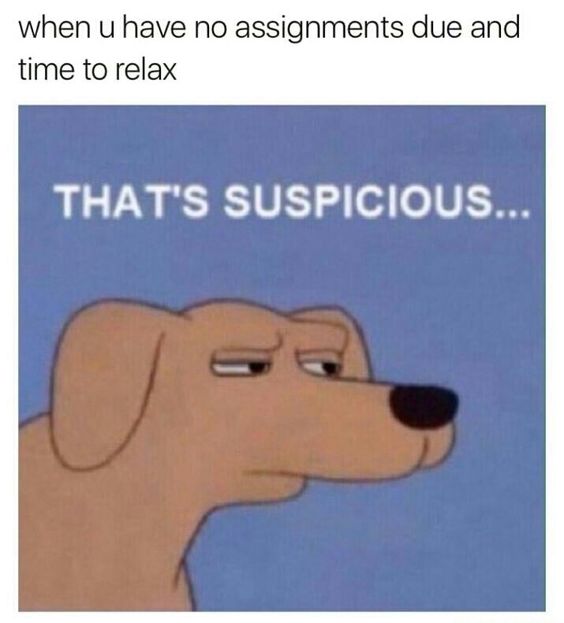 when u have no assignments due and
time to relax
THAT'S SUSPICIOUS...